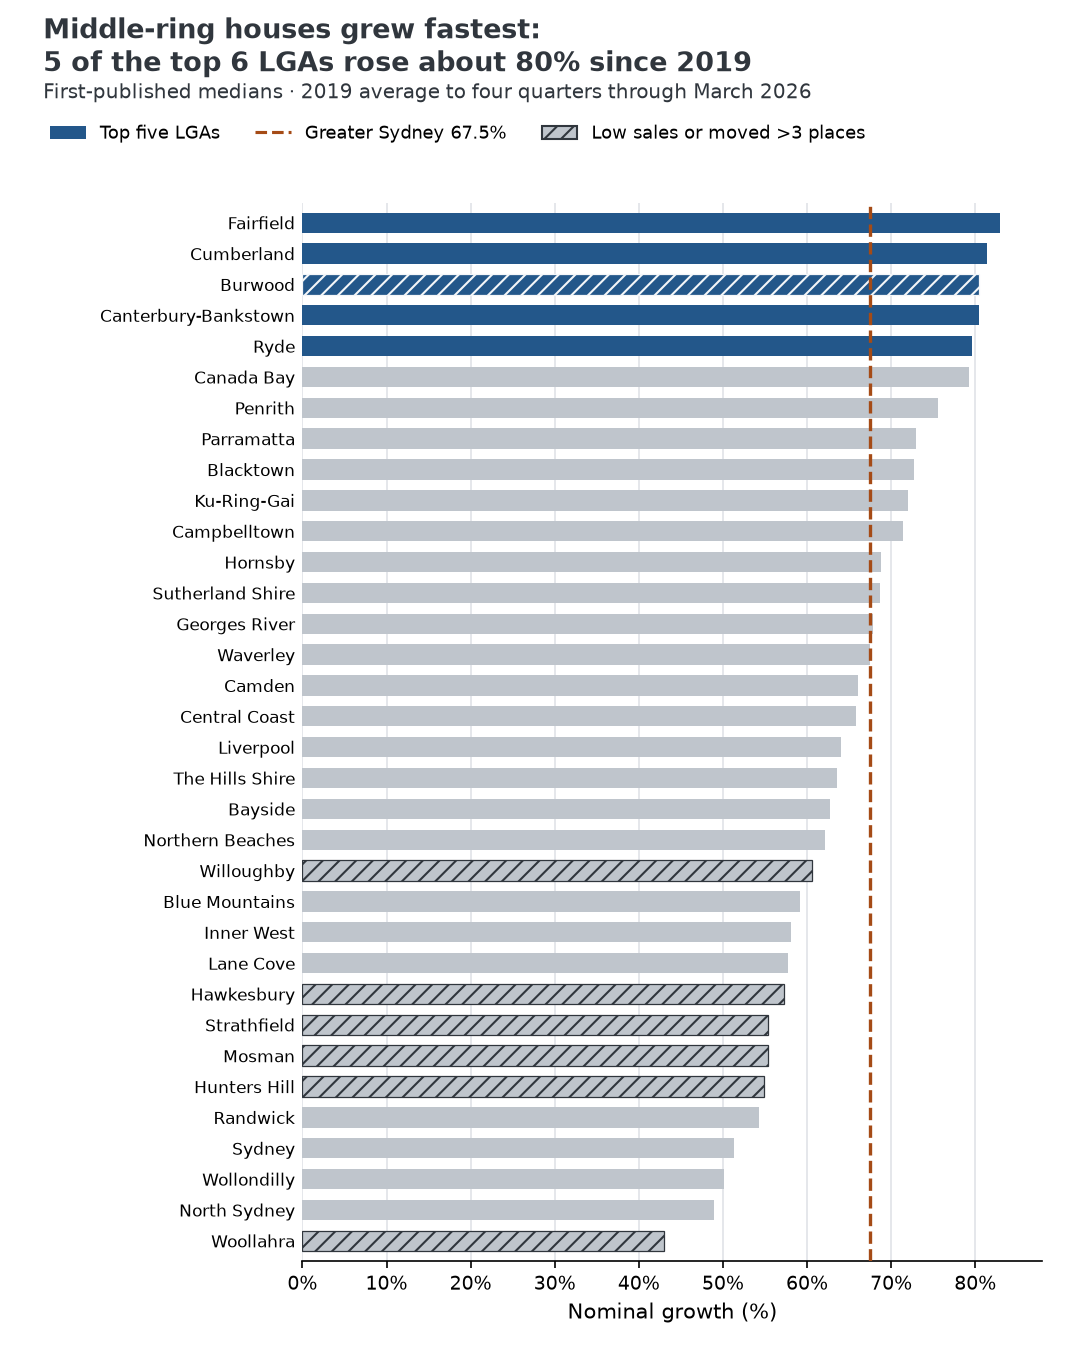 Middle-ring houses grew fastest:
5 of the top 6 LGAs rose about 80% since 2019
First-published medians · 2019 average to four quarters through March 2026
Top five LGAs
Greater Sydney 67.5%
Low sales or moved >3 places
Fairfield
Cumberland
Burwood
Canterbury-Bankstown
Ryde
Canada Bay
Penrith
Parramatta
Blacktown
Ku-Ring-Gai
Campbelltown
Hornsby
Sutherland Shire
Georges River
Waverley
Camden
Central Coast
Liverpool
The Hills Shire
Bayside
Northern Beaches
Willoughby
Blue Mountains
Inner West
Lane Cove
Hawkesbury
Strathfield
Mosman
Hunters Hill
Randwick
Sydney
Wollondilly
North Sydney
Woollahra
0% 10% 20% 30% 40% 50% 60% 70% 80%
Nominal growth (%)